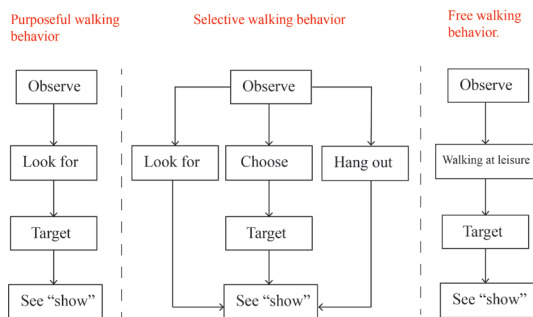 Purposeful walking
behavior
Observe
Look for
Target
See “show”
Selective walking behavior
Observe
Look for
Choose
Hang out
Target
See “show”
Free walking
behavior.
Observe
Walking at leisure
Target
See “show”